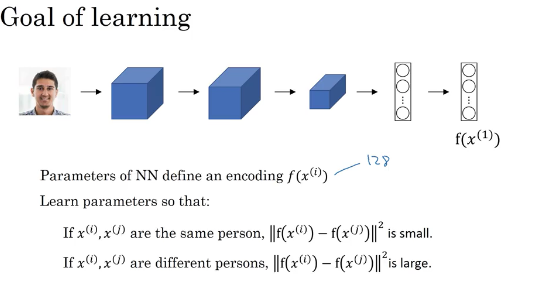 Goal of learning
f(x⁽¹⁾)
128
Parameters of NN define an encoding f(x⁽ⁱ⁾)
Learn parameters so that:
If x⁽ⁱ⁾, x⁽ʲ⁾ are the same person, ‖f(x⁽ⁱ⁾) − f(x⁽ʲ⁾)‖² is small.
If x⁽ⁱ⁾, x⁽ʲ⁾ are different persons, ‖f(x⁽ⁱ⁾) − f(x⁽ʲ⁾)‖² is large.